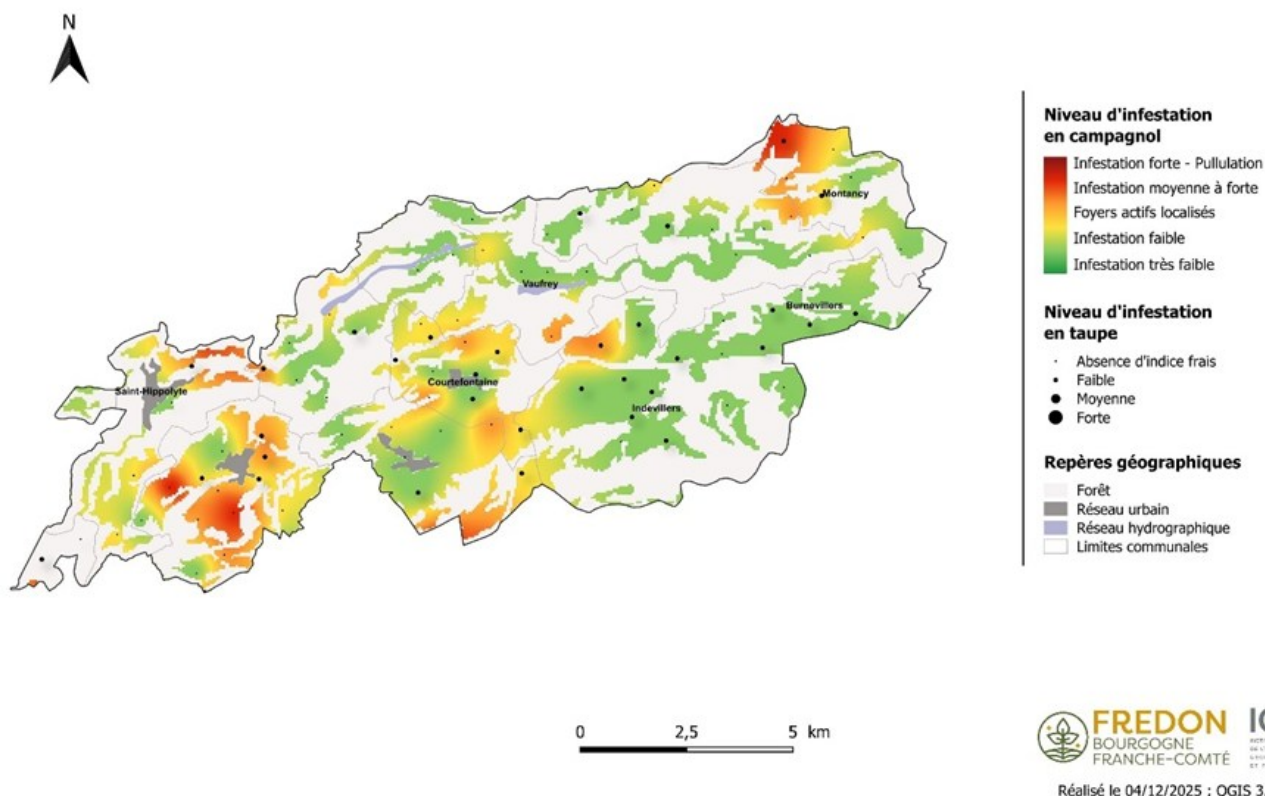 N
Montancy
Vaufrey
Burnevillers
Saint-Hippolyte
Courtefontaine
Indevillers
Niveau d'infestation
en campagnol
Infestation forte - Pullulation
Infestation moyenne à forte
Foyers actifs localisés
Infestation faible
Infestation très faible
Niveau d'infestation
en taupe
Absence d'indice frais
Faible
Moyenne
Forte
Repères géographiques
Forêt
Réseau urbain
Réseau hydrographique
Limites communales
0 2,5 5 km
FREDON
BOURGOGNE
FRANCHE-COMTÉ
Réalisé le 04/12/2025 : QGIS 3.